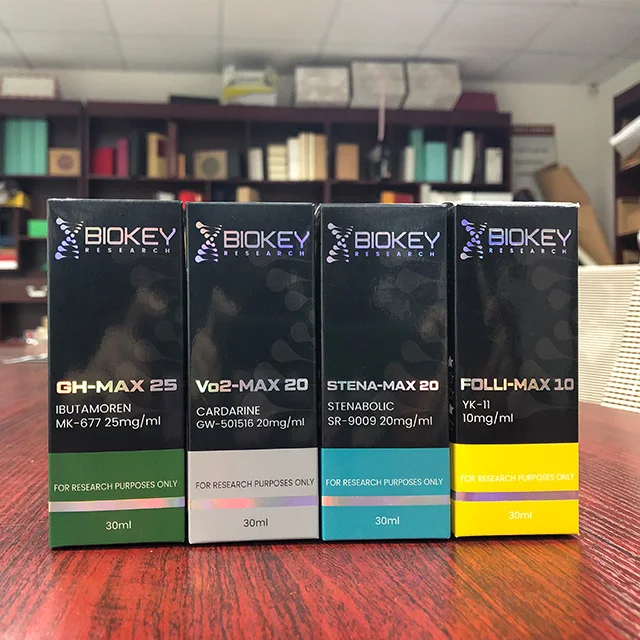 BIOKEY
RESEARCH
GH-MAX 25
IBUTAMOREN
MK-677 25mg/ml
FOR RESEARCH PURPOSES ONLY
30ml
BIOKEY
RESEARCH
Vo2-MAX 20
CARDARINE
GW-501516 20mg/ml
FOR RESEARCH PURPOSES ONLY
30ml
BIOKEY
RESEARCH
STENA-MAX 20
STENABOLIC
SR-9009 20mg/ml
FOR RESEARCH PURPOSES ONLY
30ml
BIOKEY
RESEARCH
FOLLI-MAX 10
YK-11
10mg/ml
FOR RESEARCH PURPOSES ONLY
30ml